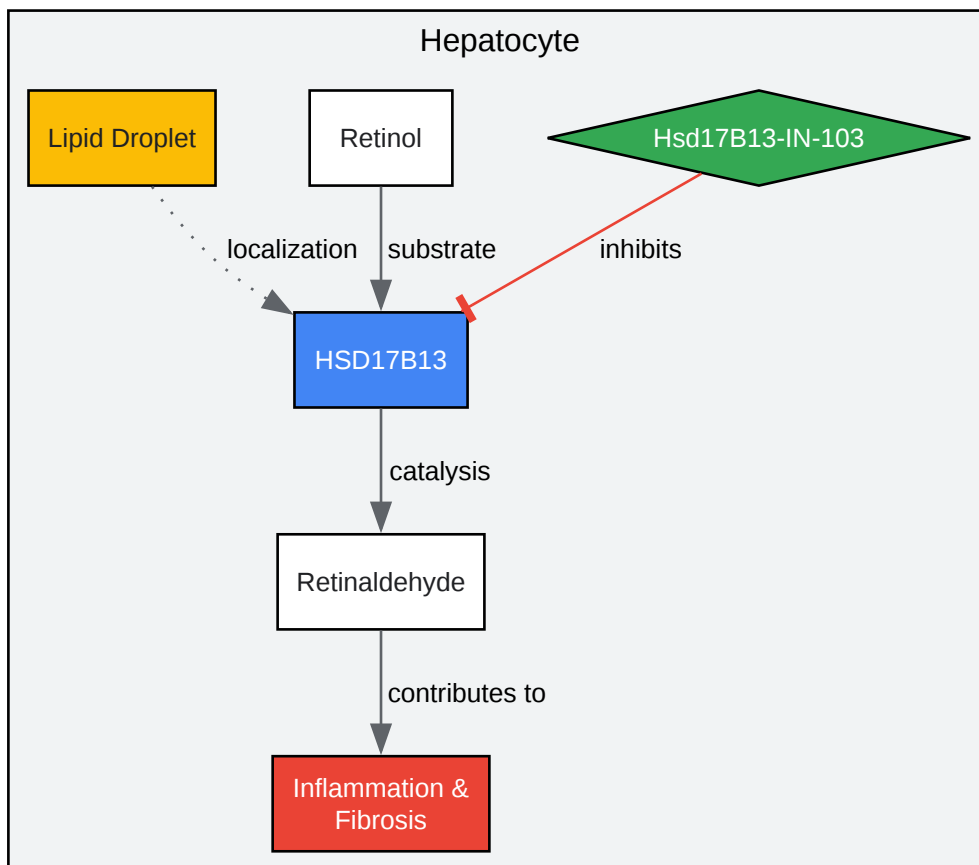 Hepatocyte
Lipid Droplet
Retinol
Hsd17B13-IN-103
localization
substrate
inhibits
HSD17B13
catalysis
Retinaldehyde
contributes to
Inflammation &
Fibrosis